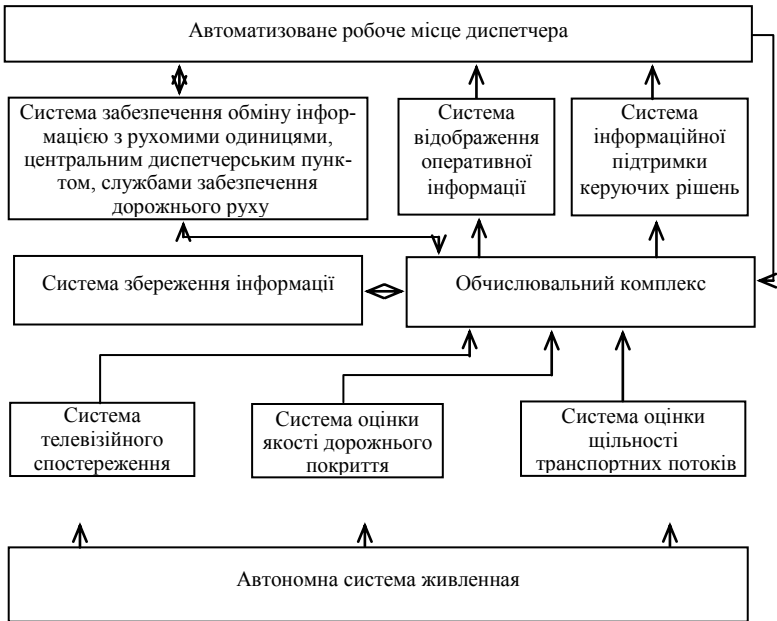 Автоматизоване робоче місце диспетчера
Система забезпечення обміну інфор-
мацією з рухомими одиницями,
центральним диспетчерським пунк-
том, службами забезпечення
дорожнього руху
Система
відображення
оперативної
інформації
Система
інформаційної
підтримки
керуючих рішень
Система збереження інформації
Обчислювальний комплекс
Система
телевізійного
спостереження
Система оцінки
якості дорожнього
покриття
Система оцінки
щільності
транспортних потоків
Автономна система живленная